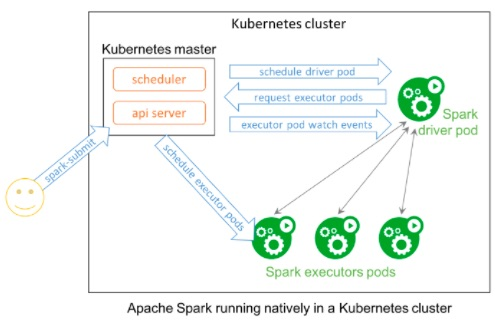 Kubernetes cluster
Kubernetes master
scheduler
api server
schedule driver pod
request executor pods
executor pod watch events
Spark
driver pod
spark-submit
schedule executor pods
Spark executors pods
Apache Spark running natively in a Kubernetes cluster